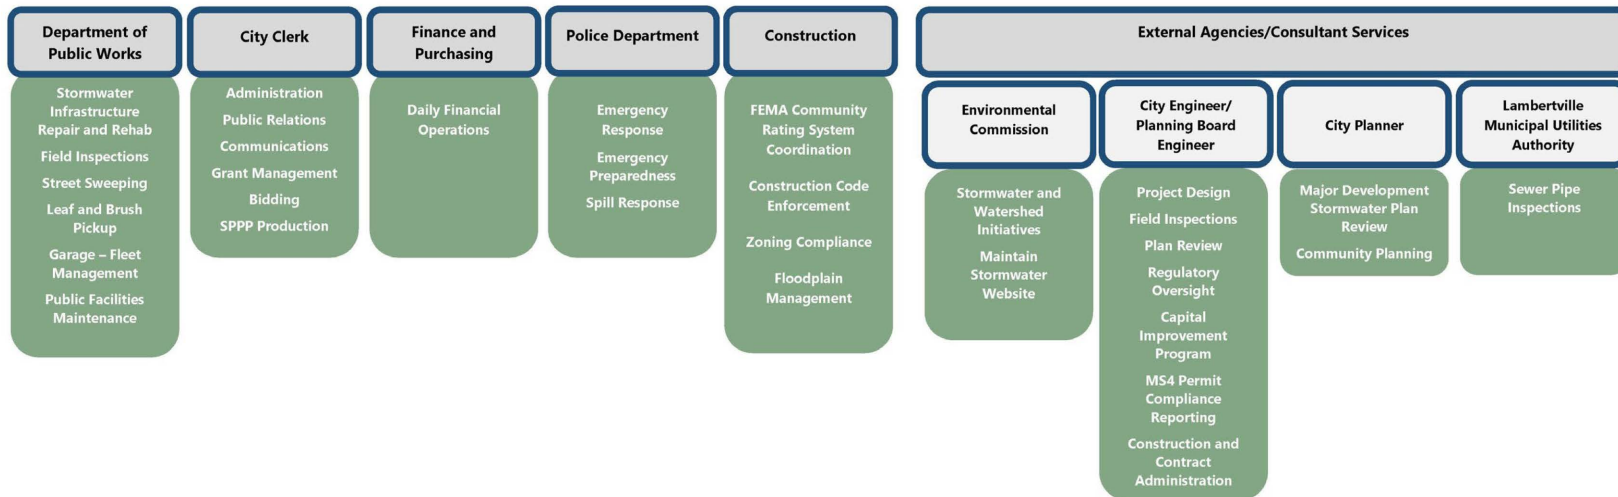 Department of
Public Works
Stormwater
Infrastructure
Repair and Rehab
Field Inspections
Street Sweeping
Leaf and Brush
Pickup
Garage – Fleet
Management
Public Facilities
Maintenance
City Clerk
Administration
Public Relations
Communications
Grant Management
Bidding
SPPP Production
Finance and
Purchasing
Daily Financial
Operations
Police Department
Emergency
Response
Emergency
Preparedness
Spill Response
Construction
FEMA Community
Rating System
Coordination
Construction Code
Enforcement
Zoning Compliance
Floodplain
Management
External Agencies/Consultant Services
Environmental
Commission
Stormwater and
Watershed
Initiatives
Maintain
Stormwater
Website
City Engineer/
Planning Board
Engineer
Project Design
Field Inspections
Plan Review
Regulatory
Oversight
Capital
Improvement
Program
MS4 Permit
Compliance
Reporting
Construction and
Contract
Administration
City Planner
Major Development
Stormwater Plan
Review
Community Planning
Lambertville
Municipal Utilities
Authority
Sewer Pipe
Inspections